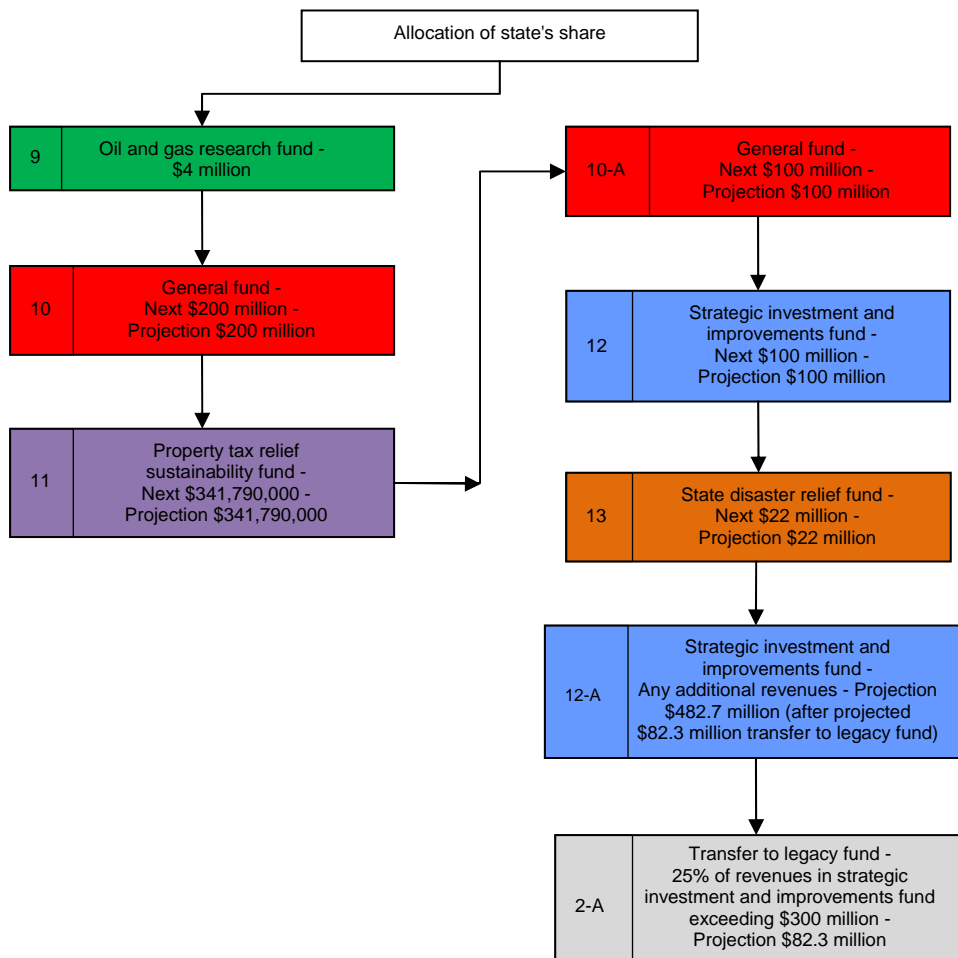 Allocation of state's share
9
Oil and gas research fund -
$4 million
10
General fund -
Next $200 million -
Projection $200 million
11
Property tax relief
sustainability fund -
Next $341,790,000 -
Projection $341,790,000
10-A
General fund -
Next $100 million -
Projection $100 million
12
Strategic investment and
improvements fund -
Next $100 million -
Projection $100 million
13
State disaster relief fund -
Next $22 million -
Projection $22 million
12-A
Strategic investment and
improvements fund -
Any additional revenues - Projection
$482.7 million (after projected
$82.3 million transfer to legacy fund)
2-A
Transfer to legacy fund -
25% of revenues in strategic
investment and improvements fund
exceeding $300 million -
Projection $82.3 million